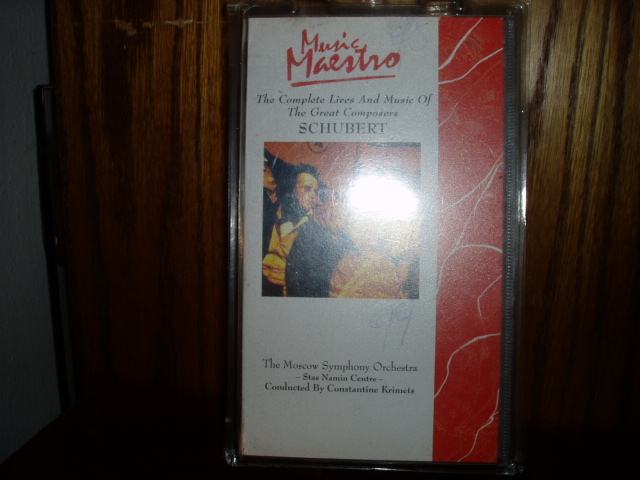 Music
Maestro
The Complete Lives And Music Of
The Great Composers
SCHUBERT
The Moscow Symphony Orchestra
– Stas Namin Centre –
Conducted By Constantine Krimets